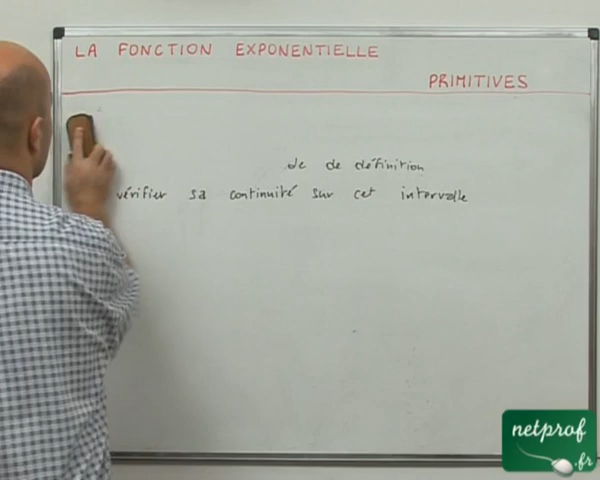 LA FONCTION EXPONENTIELLE
PRIMITIVES
de de définition
vérifier sa continuité sur cet intervalle
netprof
.fr